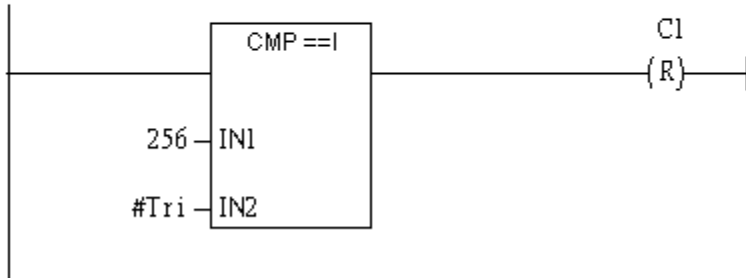 C1
CMP ==I
(R)
256 IN1
#Tri IN2